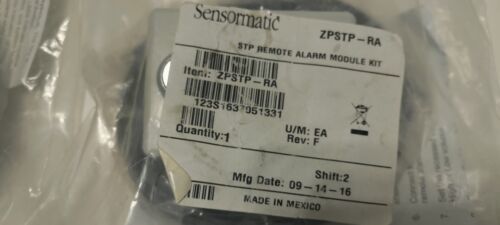 Sensormatic ZPSTP-RA
STP REMOTE ALARM MODULE KIT
Item: ZPSTP-RA
123S1637051331
Quantity:1
U/M: EA
Rev: F
Shift:2
Mfg Date: 09-14-16
MADE IN MEXICO